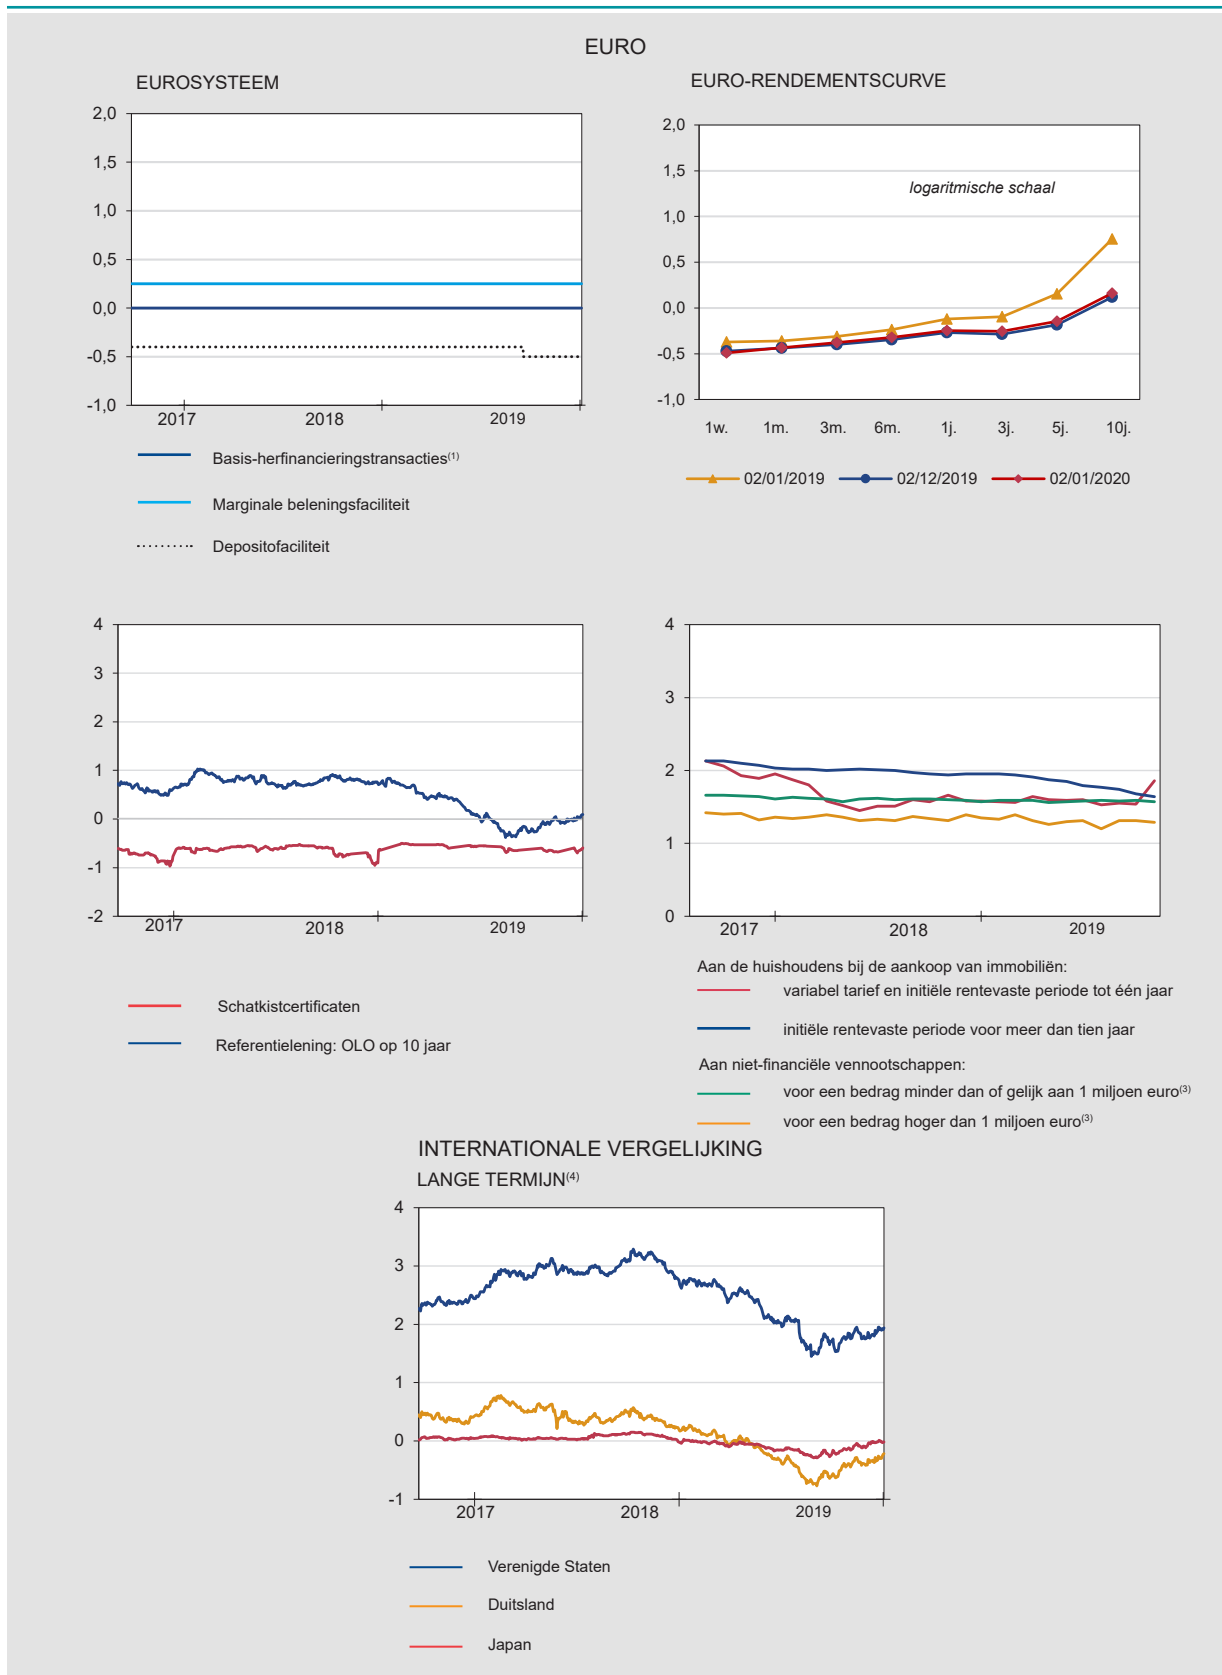 EURO
EUROSYSTEEM
2,0
1,5
1,0
0,5
0,0
-0,5
-1,0
2017 2018 2019
Basis-herfinancieringstransacties(1)
Marginale beleningsfaciliteit
Depositofaciliteit
EURO-RENDEMENTSCURVE
2,0
1,5
1,0
0,5
0,0
-0,5
-1,0
logaritmische schaal
1w. 1m. 3m. 6m. 1j. 3j. 5j. 10j.
02/01/2019 02/12/2019 02/01/2020
4
3
2
1
0
-1
-2
2017 2018 2019
Schatkistcertificaten
Referentielening: OLO op 10 jaar
4
3
2
1
0
2017 2018 2019
Aan de huishoudens bij de aankoop van immobiliën:
variabel tarief en initiële rentevaste periode tot één jaar
initiële rentevaste periode voor meer dan tien jaar
Aan niet-financiële vennootschappen:
voor een bedrag minder dan of gelijk aan 1 miljoen euro(3)
voor een bedrag hoger dan 1 miljoen euro(3)
INTERNATIONALE VERGELIJKING
LANGE TERMIJN(4)
4
3
2
1
0
-1
2017 2018 2019
Verenigde Staten
Duitsland
Japan